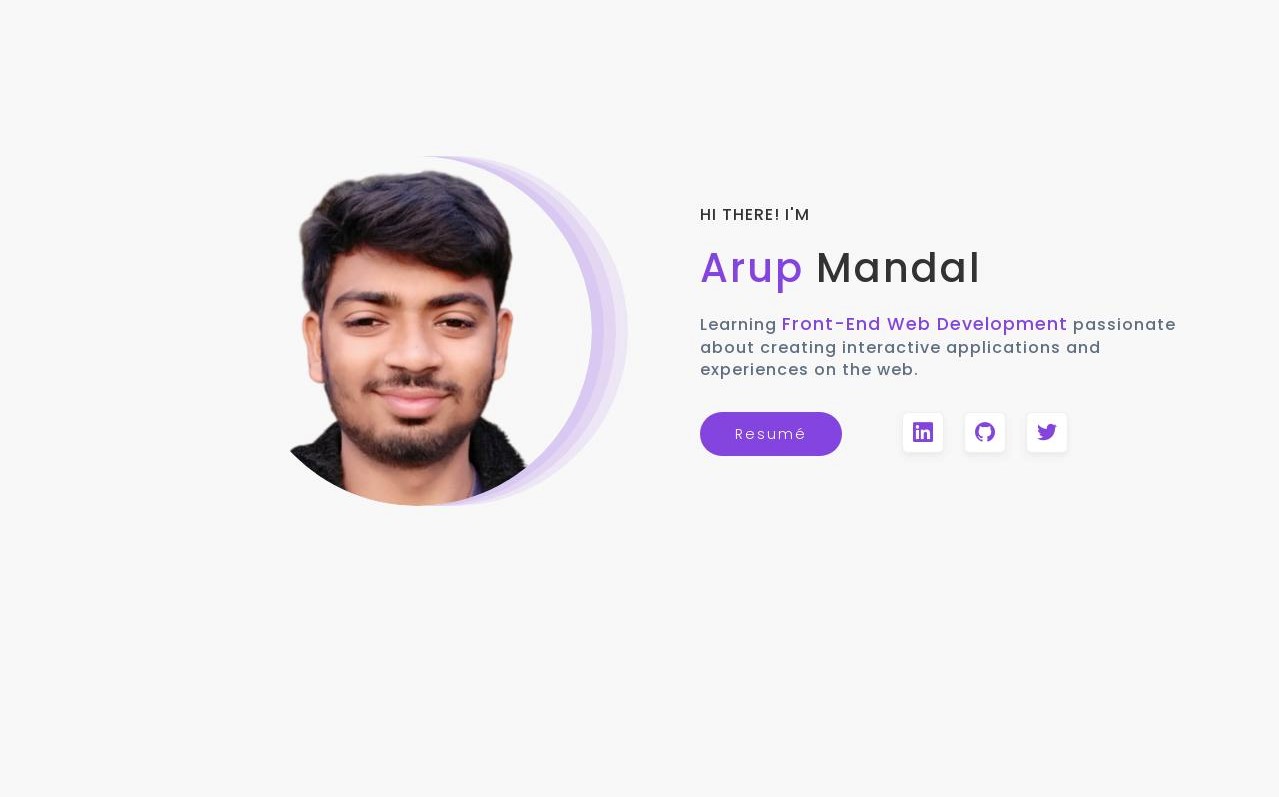 HI THERE! I'M
Arup Mandal
Learning Front-End Web Development passionate
about creating interactive applications and
experiences on the web.
Resumé
in